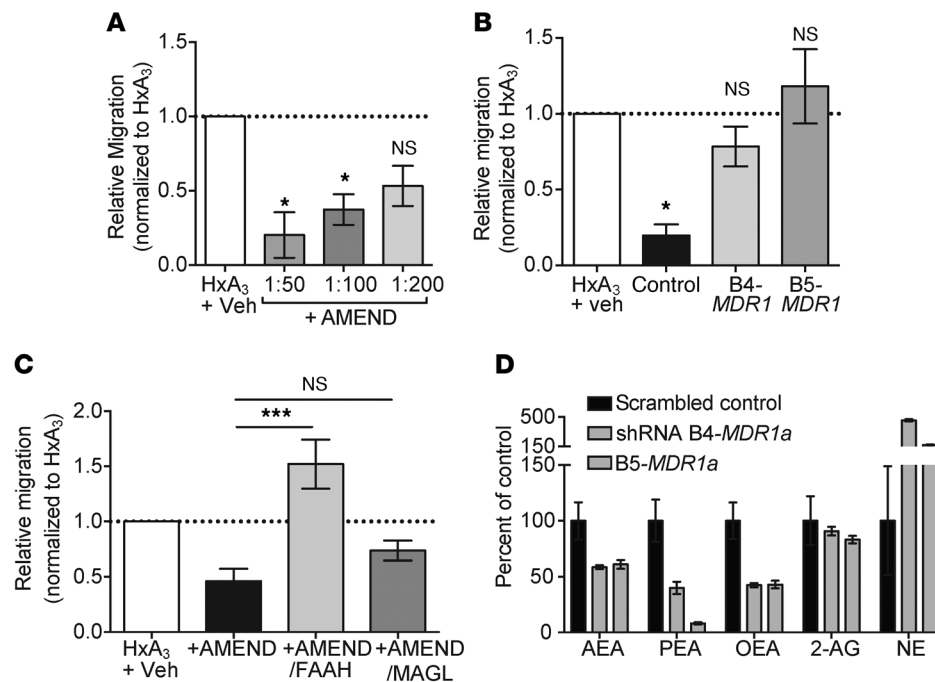 A
Relative Migration
(normalized to HxA₃)
1.5
1.0
0.5
0.0
*
*
NS
HxA₃
+ Veh
1:50
1:100
1:200
+ AMEND
B
Relative migration
(normalized to HxA₃)
1.5
1.0
0.5
0.0
*
NS
NS
HxA₃
+ veh
Control
B4-
MDR1
B5-
MDR1
C
Relative migration
(normalized to HxA₃)
2.0
1.5
1.0
0.5
0.0
NS
***
HxA₃
+ Veh
+AMEND
+AMEND
/FAAH
+AMEND
/MAGL
D
Percent of control
500
150
150
100
50
0
Scrambled control
shRNA B4-MDR1a
B5-MDR1a
AEA
PEA
OEA
2-AG
NE